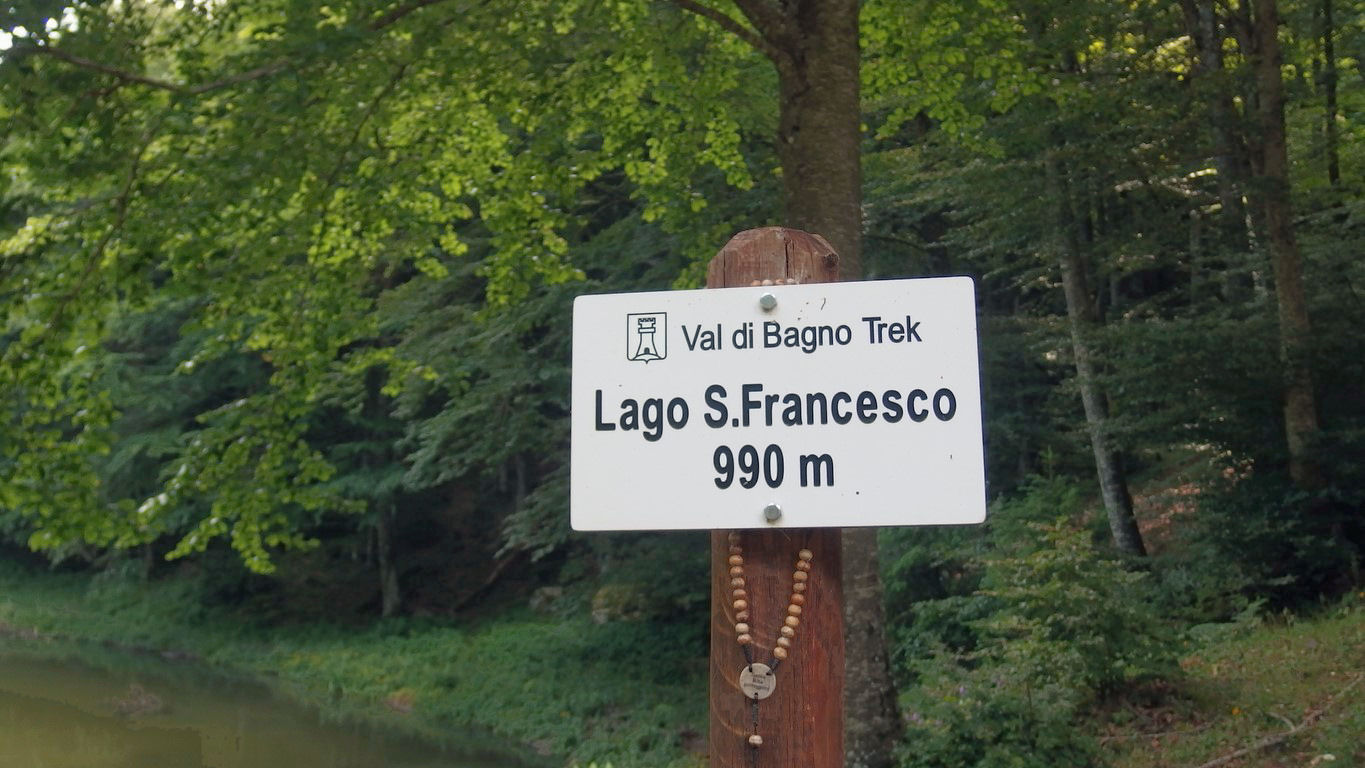 Val di Bagno Trek
Lago S.Francesco
990 m